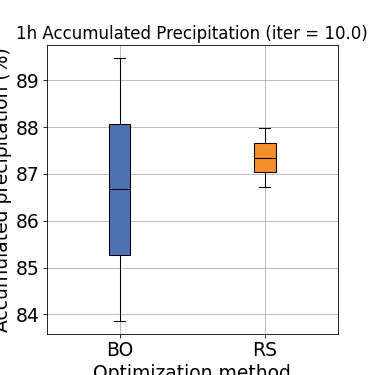 1h Accumulated Precipitation (iter = 10.0)
Accumulated precipitation (%)
89
88
87
86
85
84
BO RS
Optimization method